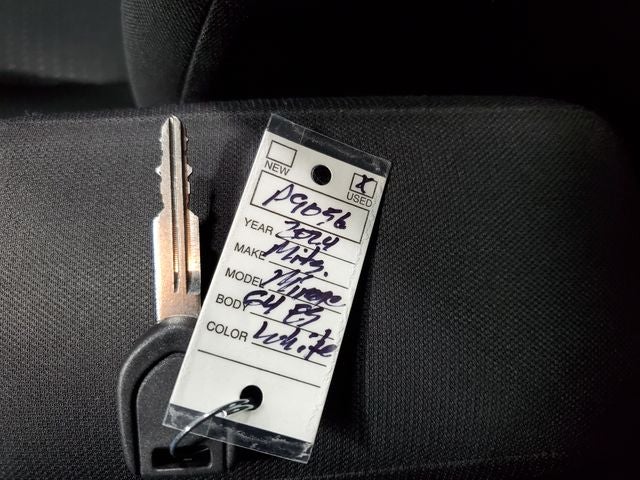 NEW
X
USED
P9056
YEAR 2024
MAKE Mits.
MODEL Mirage
BODY G4 ES
COLOR White